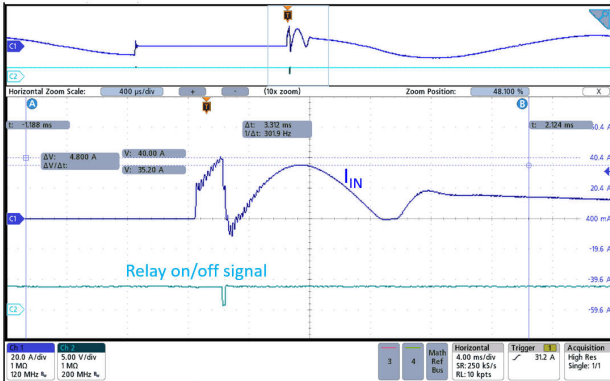 C1
C2
Horizontal Zoom Scale: 400 µs/div + - (10x zoom) Zoom Position: 48.100 % X
A T B
t: -1.188 ms Δt: 3.312 ms t: 2.124 ms
1/Δt: 301.9 Hz
60.4 A
ΔV: 4.800 A V: 40.00 A 40.4 A
ΔV/Δt:
V: 35.20 A
IIN
20.4 A
C1 400 mA
-19.6 A
Relay on/off signal
-39.6 A
C2 -59.6 A
Ch 1 Ch 2 Horizontal Trigger 1 Acquisition
20.0 A/div 5.00 V/div 3 4 Math 4.00 ms/div 31.2 A High Res
1 MΩ 1 MΩ Ref SR: 250 kS/s Single: 1/1
120 MHz 200 MHz Bus RL: 10 kpts